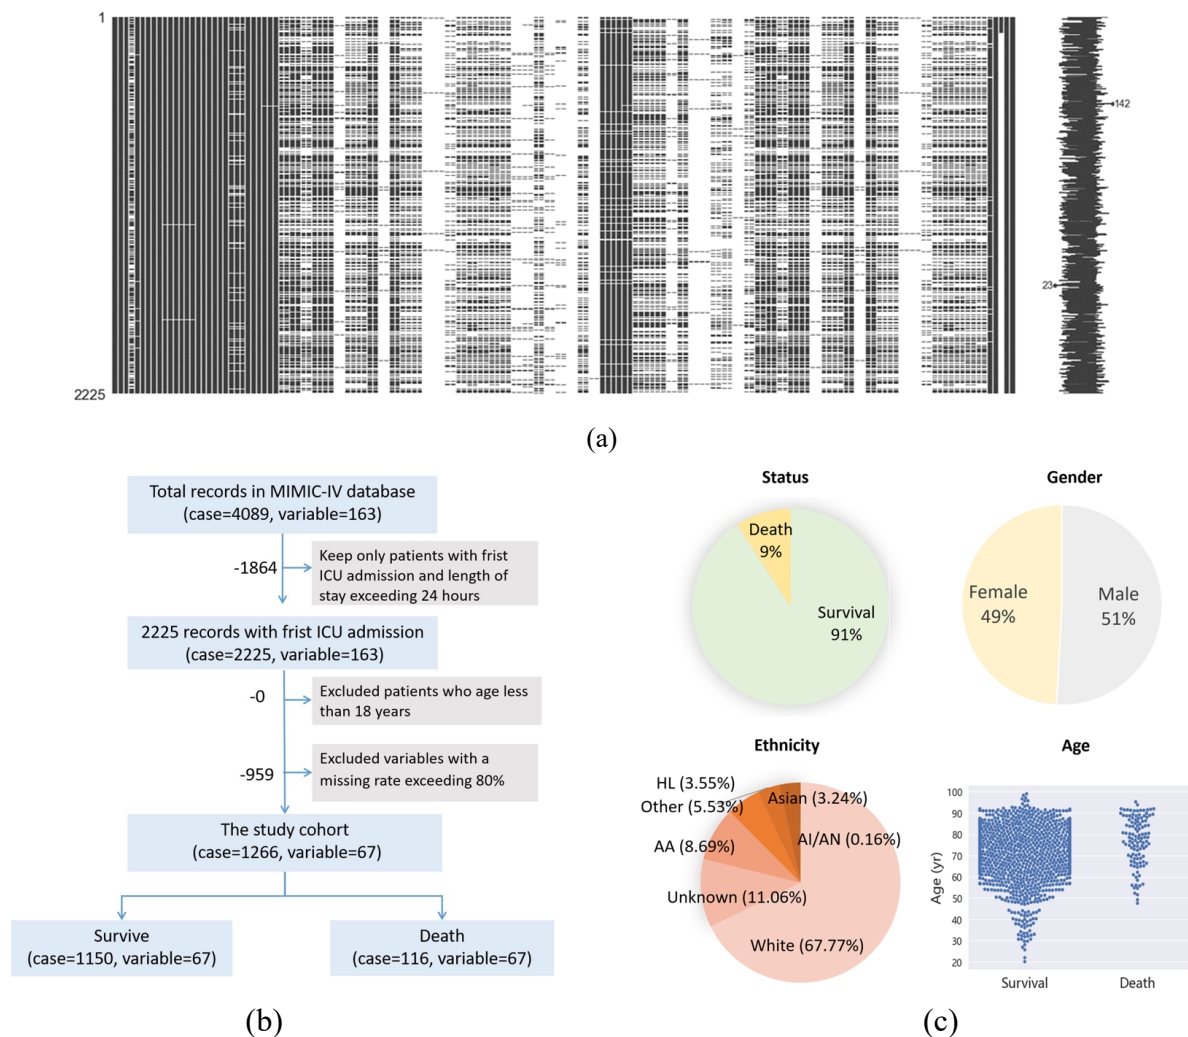 1
142
23
2225
(a)
Total records in MIMIC-IV database
(case=4089, variable=163)
-1864
Keep only patients with frist
ICU admission and length of
stay exceeding 24 hours
2225 records with frist ICU admission
(case=2225, variable=163)
-0
Excluded patients who age less
than 18 years
-959
Excluded variables with a
missing rate exceeding 80%
The study cohort
(case=1266, variable=67)
Survive
(case=1150, variable=67)
Death
(case=116, variable=67)
(b)
Status
Death
9%
Survival
91%
Gender
Female
49%
Male
51%
Ethnicity
HL (3.55%)
Other (5.53%)
Asian (3.24%)
AA (8.69%)
AI/AN (0.16%)
Unknown (11.06%)
White (67.77%)
Age
Age (yr)
100
90
80
70
60
50
40
30
20
Survival
Death
(c)